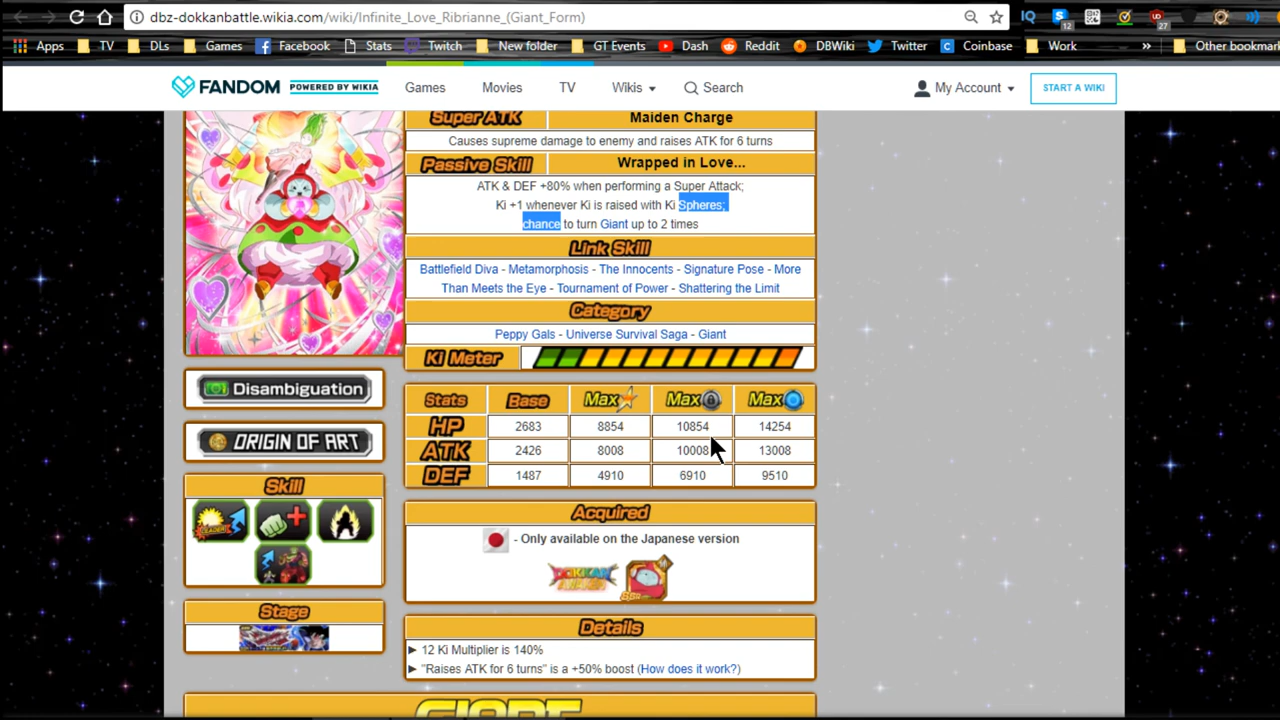 dbz-dokkanbattle.wikia.com/wiki/Infinite_Love_Ribrianne_(Giant_Form)
IQ 12 27
Apps TV DLs Games Facebook Stats Twitch New folder GT Events Dash Reddit DBWiki Twitter Coinbase Work » Other bookmar
FANDOM POWERED BY WIKIA Games Movies TV Wikis Search My Account START A WIKI
Super ATK Maiden Charge
Causes supreme damage to enemy and raises ATK for 6 turns
Passive Skill Wrapped in Love...
ATK & DEF +80% when performing a Super Attack;
Ki +1 whenever Ki is raised with Ki Spheres;
chance to turn Giant up to 2 times
Link Skill
Battlefield Diva - Metamorphosis - The Innocents - Signature Pose - More
Than Meets the Eye - Tournament of Power - Shattering the Limit
Category
Peppy Gals - Universe Survival Saga - Giant
Ki Meter
Disambiguation
ORIGIN OF ART
Stats Base Max Max Max
HP 2683 8854 10854 14254
ATK 2426 8008 10008 13008
DEF 1487 4910 6910 9510
Skill
LEADER
Stage
Acquired
- Only available on the Japanese version
DOKKAN
SSR
Details
► 12 Ki Multiplier is 140%
► "Raises ATK for 6 turns" is a +50% boost (How does it work?)
GIANT